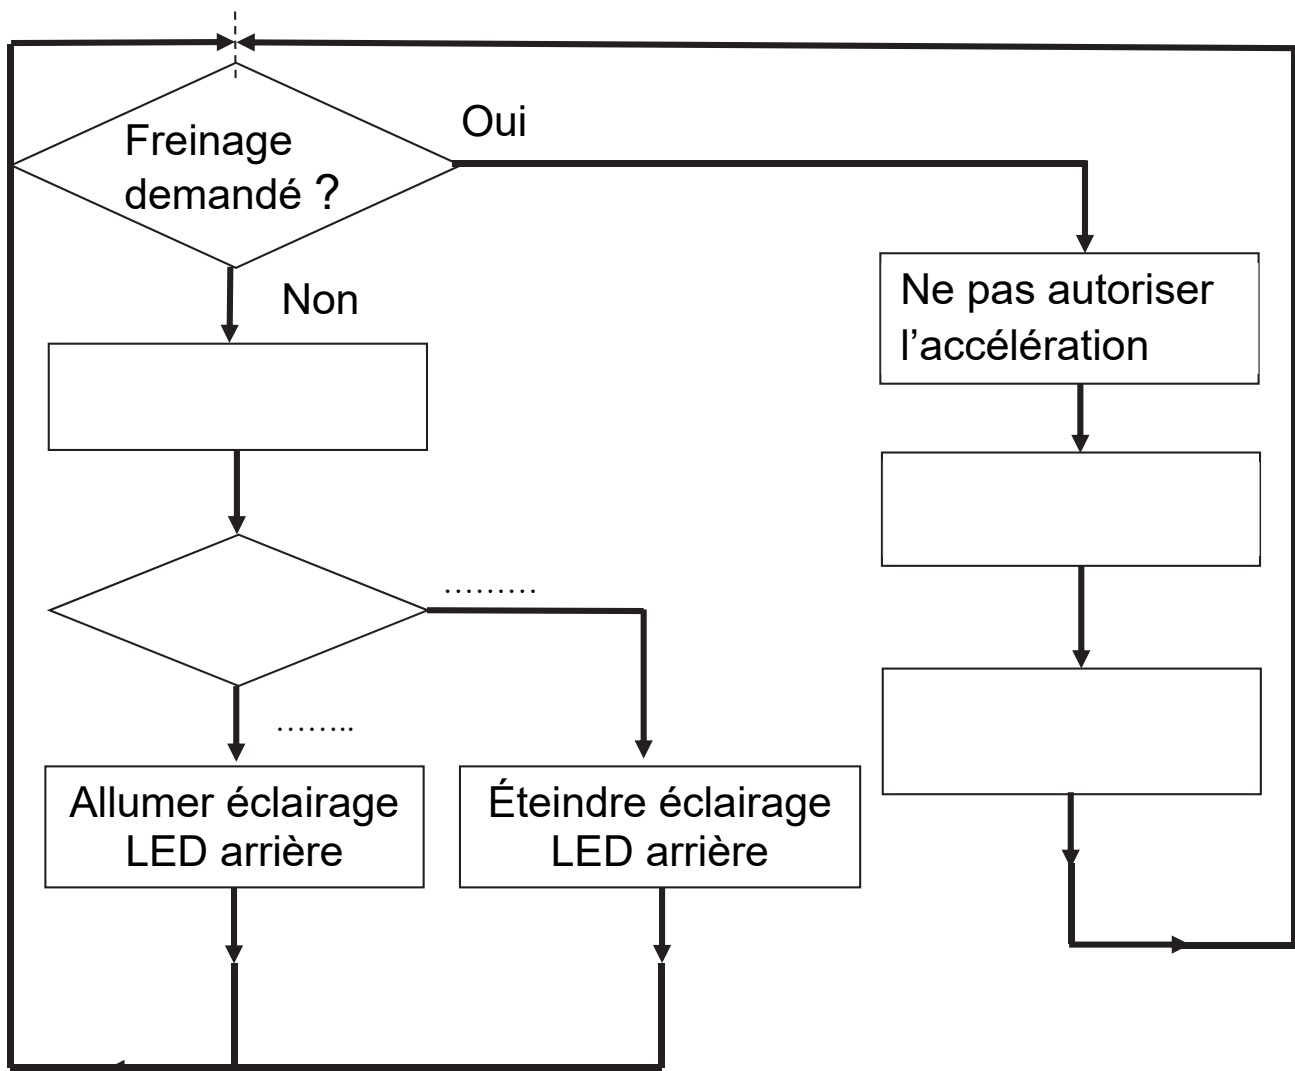 Oui
Freinage
demandé ?
Non
Ne pas autoriser
l’accélération
………
……..
Allumer éclairage
LED arrière
Éteindre éclairage
LED arrière